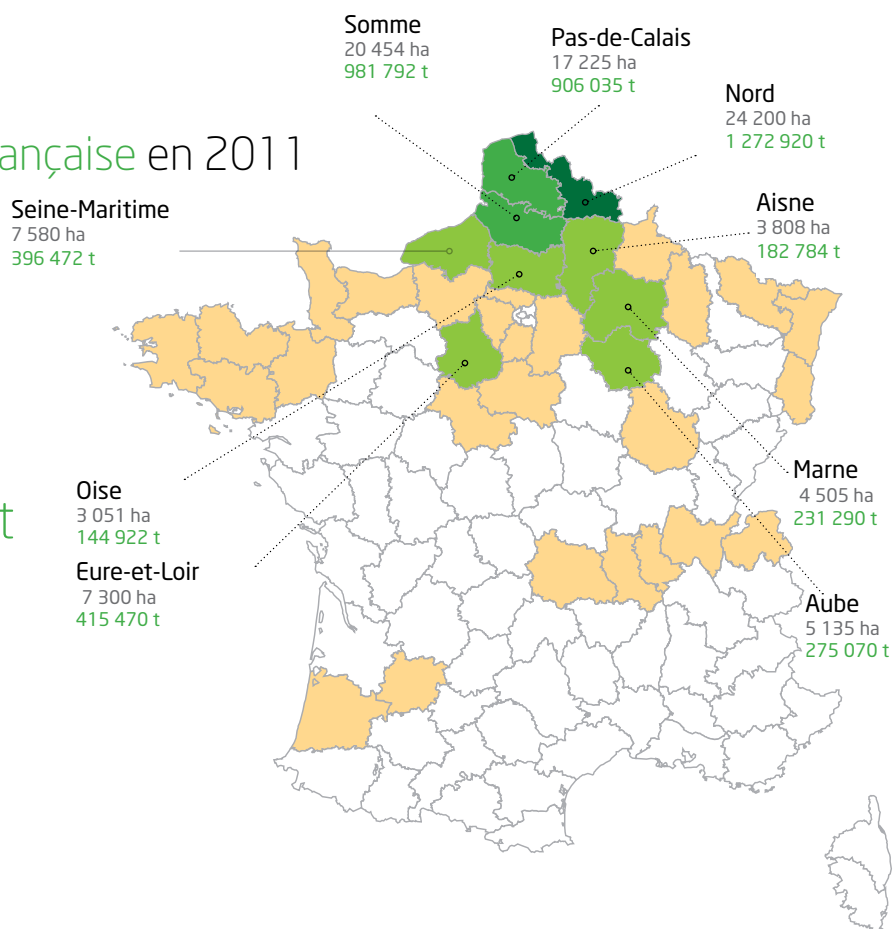 Somme
20 454 ha
981 792 t
Pas-de-Calais
17 225 ha
906 035 t
Nord
24 200 ha
1 272 920 t
ançaise en 2011
Seine-Maritime
7 580 ha
396 472 t
Aisne
3 808 ha
182 784 t
Marne
4 505 ha
231 290 t
Oise
3 051 ha
144 922 t
t
Eure-et-Loir
7 300 ha
415 470 t
Aube
5 135 ha
275 070 t